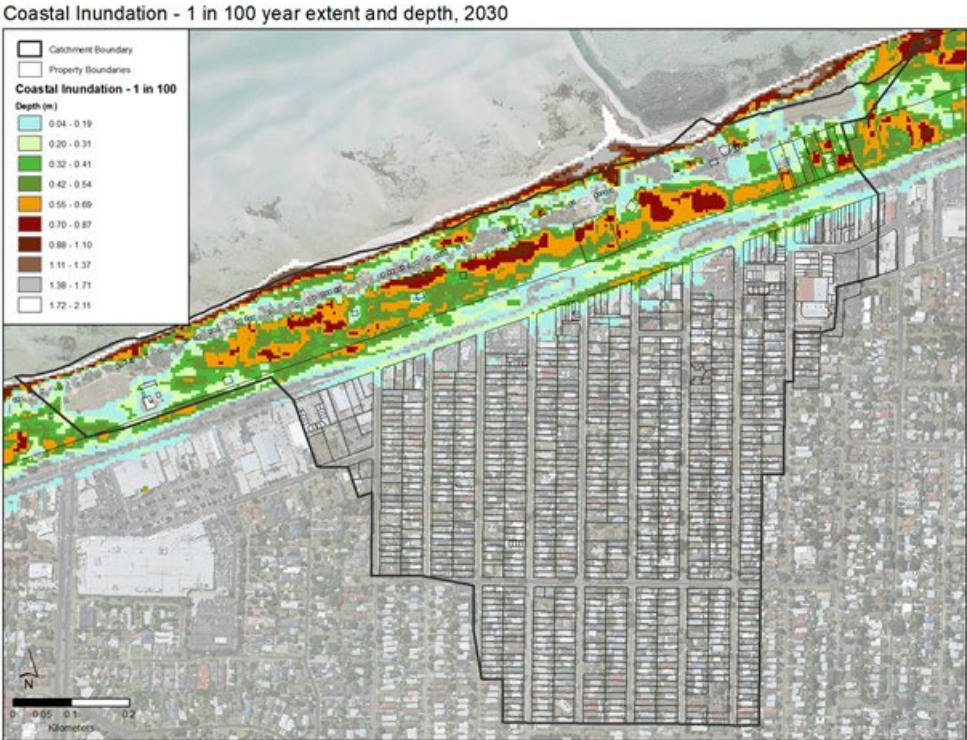 Coastal Inundation - 1 in 100 year extent and depth, 2030
Catchment Boundary
Property Boundaries
Coastal Inundation - 1 in 100
Depth (m)
0.04 - 0.19
0.20 - 0.31
0.32 - 0.41
0.42 - 0.54
0.55 - 0.69
0.70 - 0.87
0.88 - 1.10
1.11 - 1.37
1.38 - 1.71
1.72 - 2.11
N
0 0.05 0.1 0.2
Kilometers